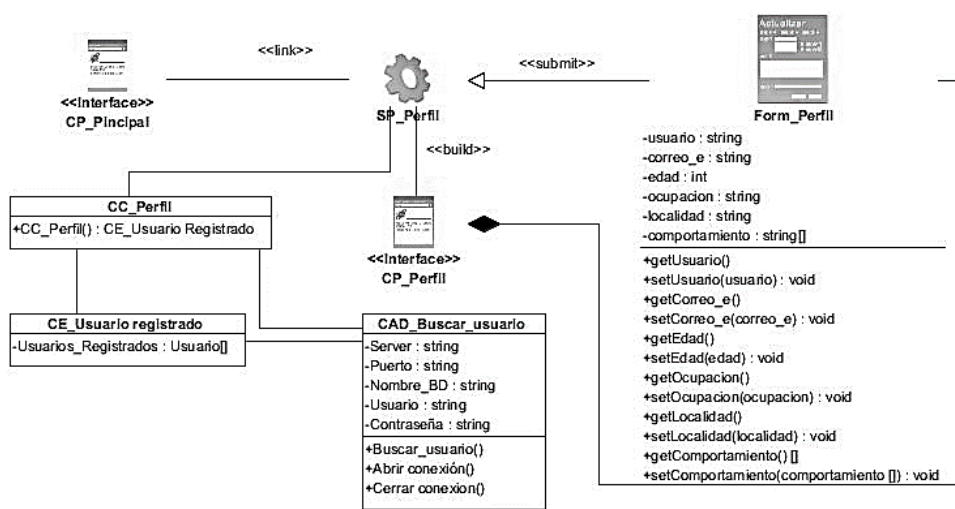 <<link>>
<<Interface>>
CP_Pincipal
SP_Perfil
<<submit>>
Actualizar
Form_Perfil
-usuario : string
-correo_e : string
-edad : int
-ocupacion : string
-localidad : string
-comportamiento : string[]
+getUsuario()
+setUsuario(usuario) : void
+getCorreo_e()
+setCorreo_e(correo_e) : void
+getEdad()
+setEdad(edad) : void
+getOcupacion()
+setOcupacion(ocupacion) : void
+getLocalidad()
+setLocalidad(localidad) : void
+getComportamiento() []
+setComportamiento(comportamiento []) : void
<<build>>
CC_Perfil
+CC_Perfil() : CE_Usuario Registrado
<<Interface>>
CP_Perfil
CE_Usuario registrado
-Usuarios_Registrados : Usuario[]
CAD_Buscar_usuario
-Server : string
-Puerto : string
-Nombre_BD : string
-Usuario : string
-Contraseña : string
+Buscar_usuario()
+Abrir conexión()
+Cerrar conexion()